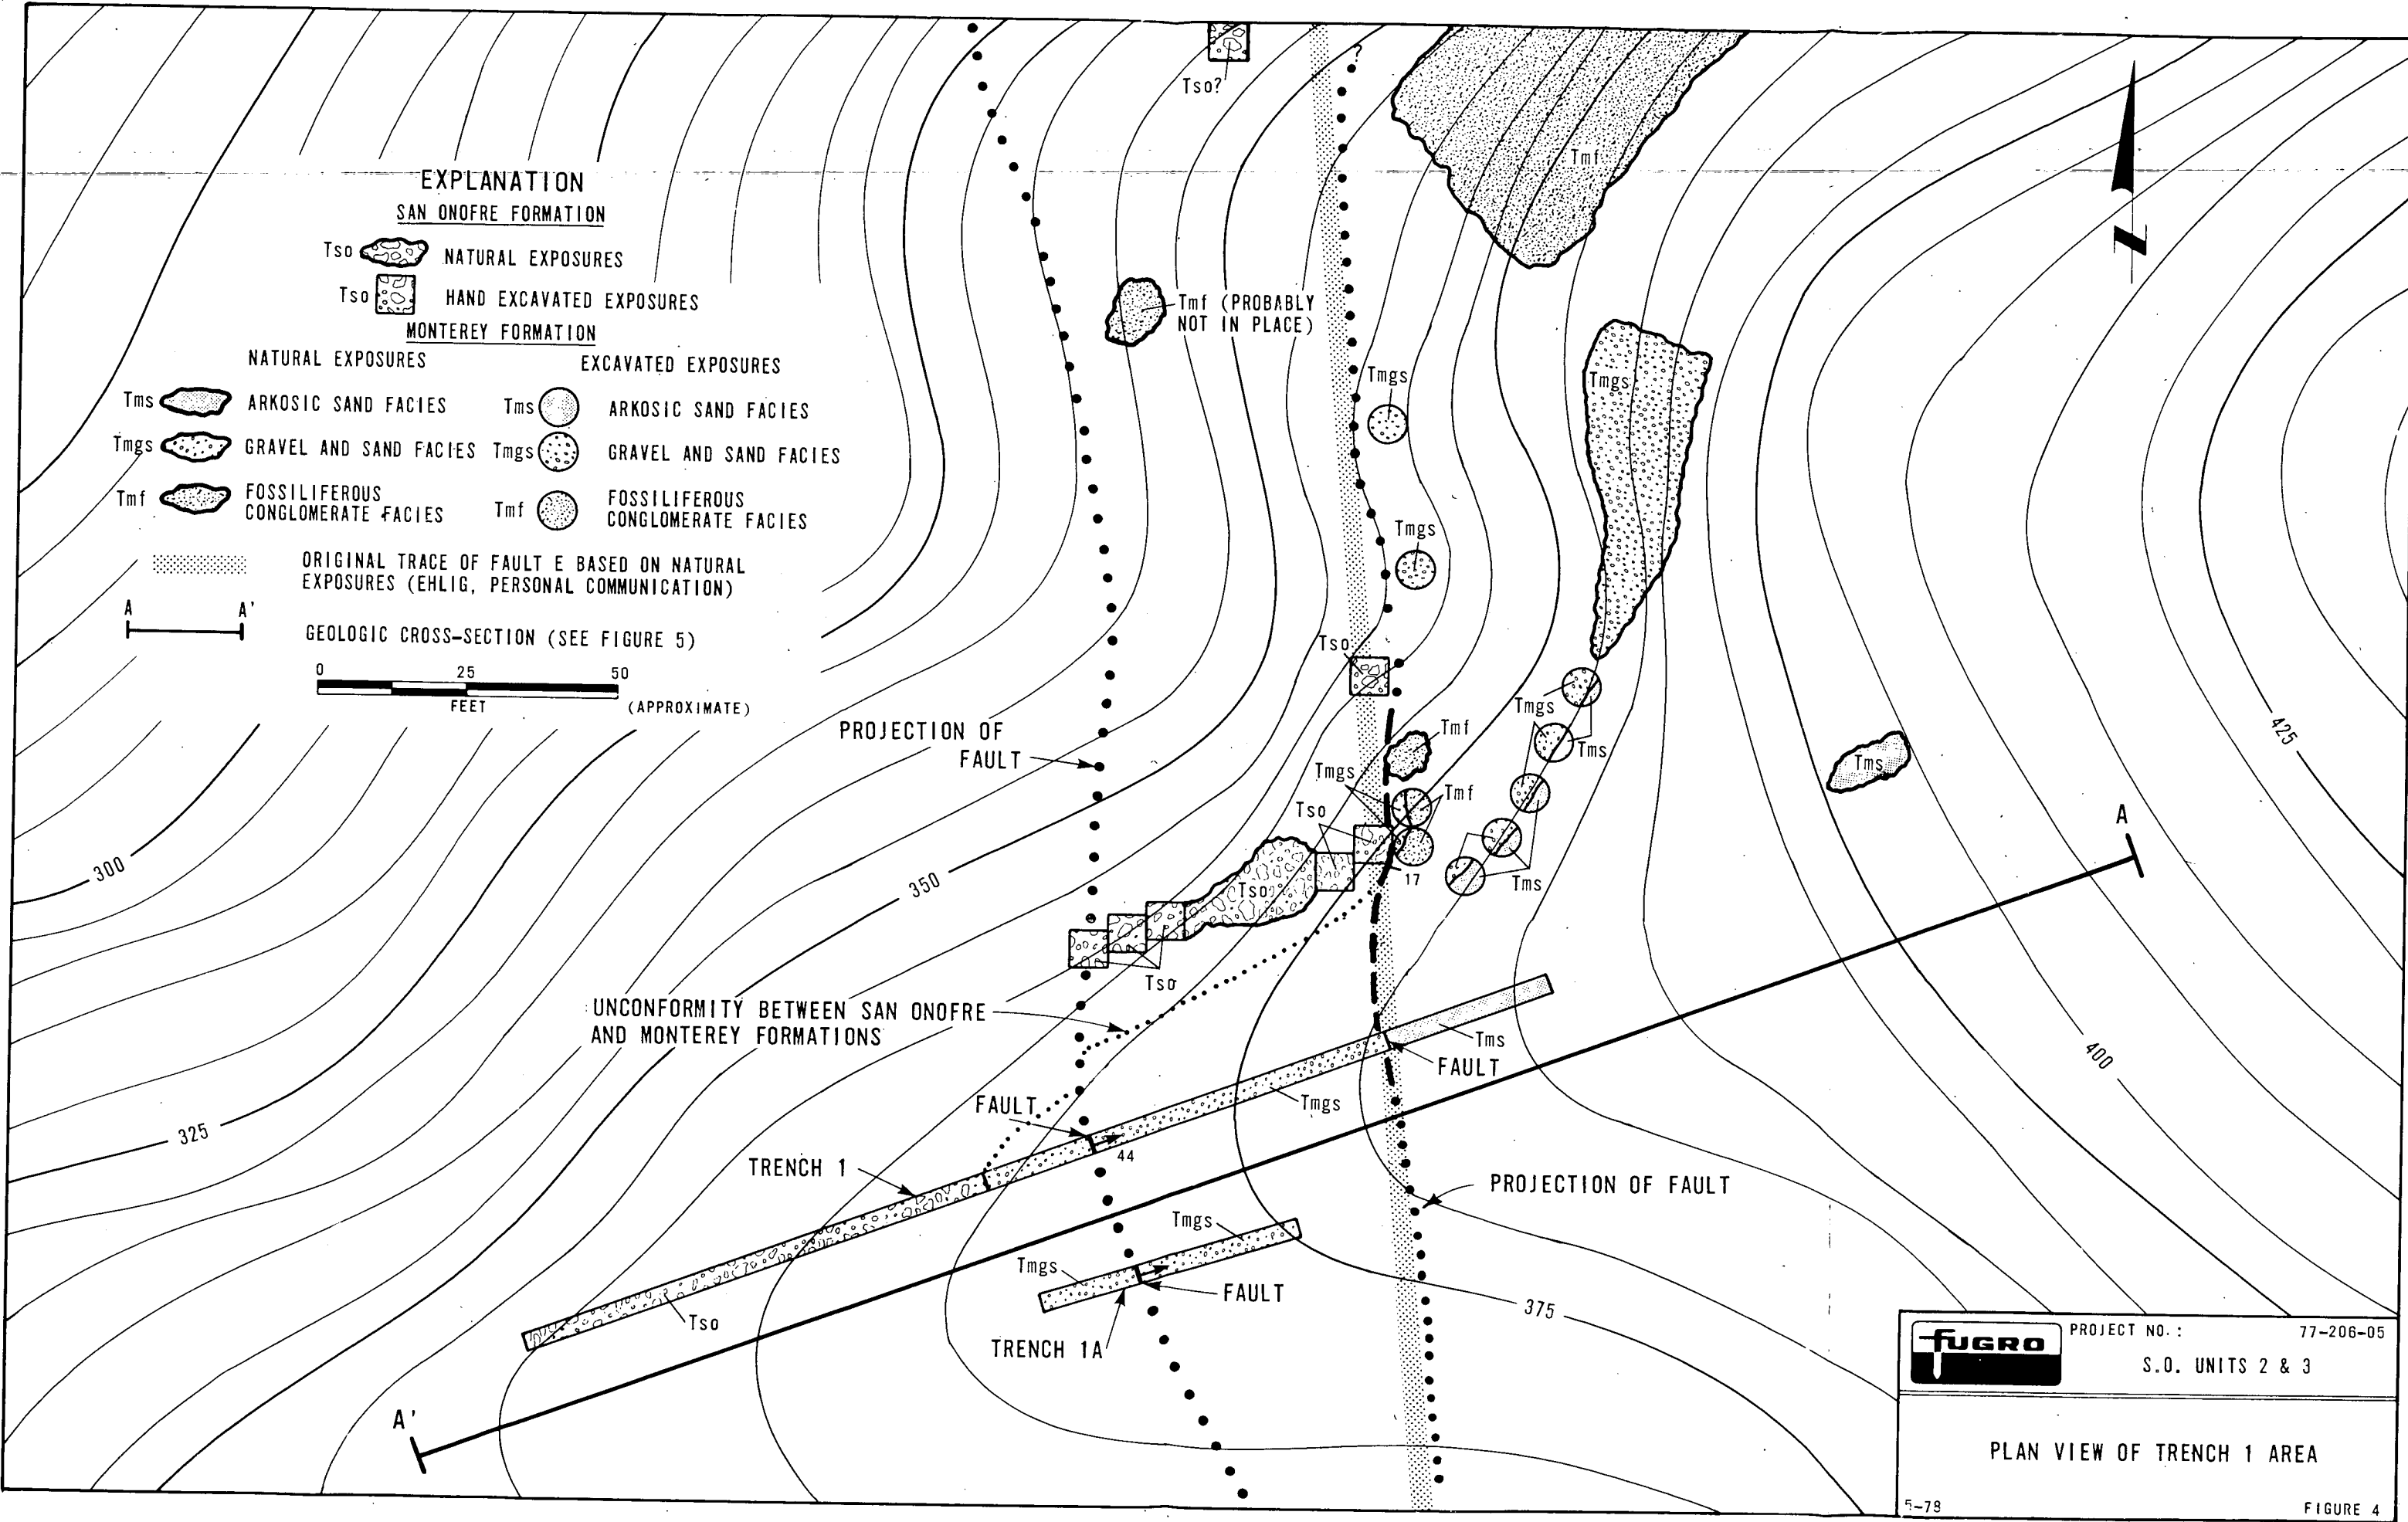 Tso?
?
Tmf
EXPLANATION
SAN ONOFRE FORMATION
Tso NATURAL EXPOSURES
Tso HAND EXCAVATED EXPOSURES
MONTEREY FORMATION
NATURAL EXPOSURES EXCAVATED EXPOSURES
Tms ARKOSIC SAND FACIES Tms ARKOSIC SAND FACIES
Tmgs GRAVEL AND SAND FACIES Tmgs GRAVEL AND SAND FACIES
Tmf FOSSILIFEROUS
CONGLOMERATE FACIES
Tmf FOSSILIFEROUS
CONGLOMERATE FACIES
ORIGINAL TRACE OF FAULT E BASED ON NATURAL
EXPOSURES (EHLIG, PERSONAL COMMUNICATION)
A A'
GEOLOGIC CROSS-SECTION (SEE FIGURE 5)
0 25 50
FEET (APPROXIMATE)
Tmf (PROBABLY
NOT IN PLACE)
Z
Tmgs
Tmgs
Tmgs
Tso
Tmgs
Tms
Tmf
PROJECTION OF
FAULT
Tmgs
Tmf
Tso
Tms
425
A
300
350
Tso
17
Tms
Tso
UNCONFORMITY BETWEEN SAN ONOFRE
AND MONTEREY FORMATIONS
Tms
FAULT
400
FAULT
Tmgs
325
TRENCH 1
44
PROJECTION OF FAULT
Tmgs
Tmgs
FAULT
Tso
TRENCH 1A
375
A'
FUGRO
PROJECT NO.: 77-206-05
S.O. UNITS 2 & 3
PLAN VIEW OF TRENCH 1 AREA
5-78 FIGURE 4